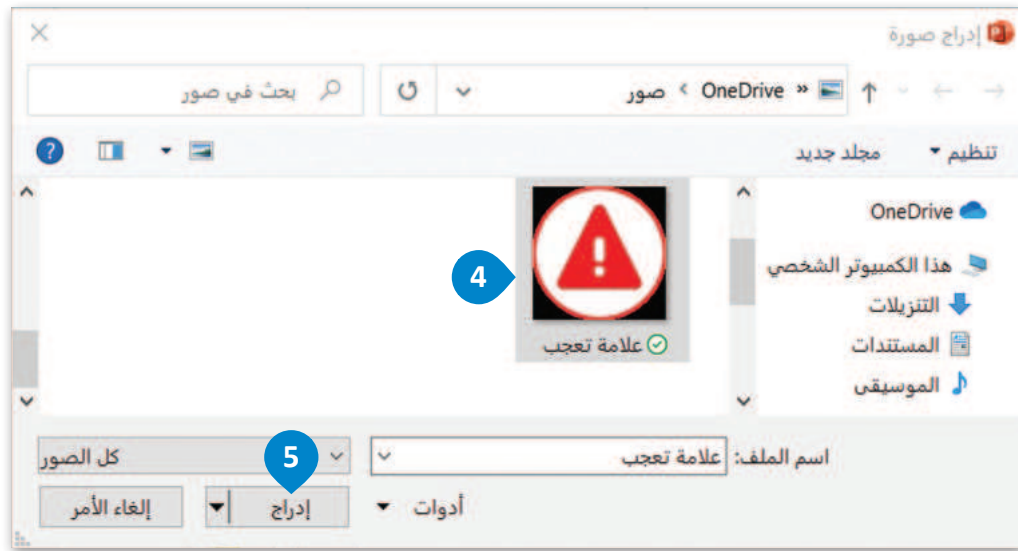 إدراج صورة
OneDrive › صور
بحث في صور
تنظيم
مجلد جديد
?
OneDrive
هذا الكمبيوتر الشخصي
التنزيلات
المستندات
الموسيقى
4
علامة تعجب
اسم الملف: علامة تعجب
كل الصور
5
أدوات
إدراج
إلغاء الأمر